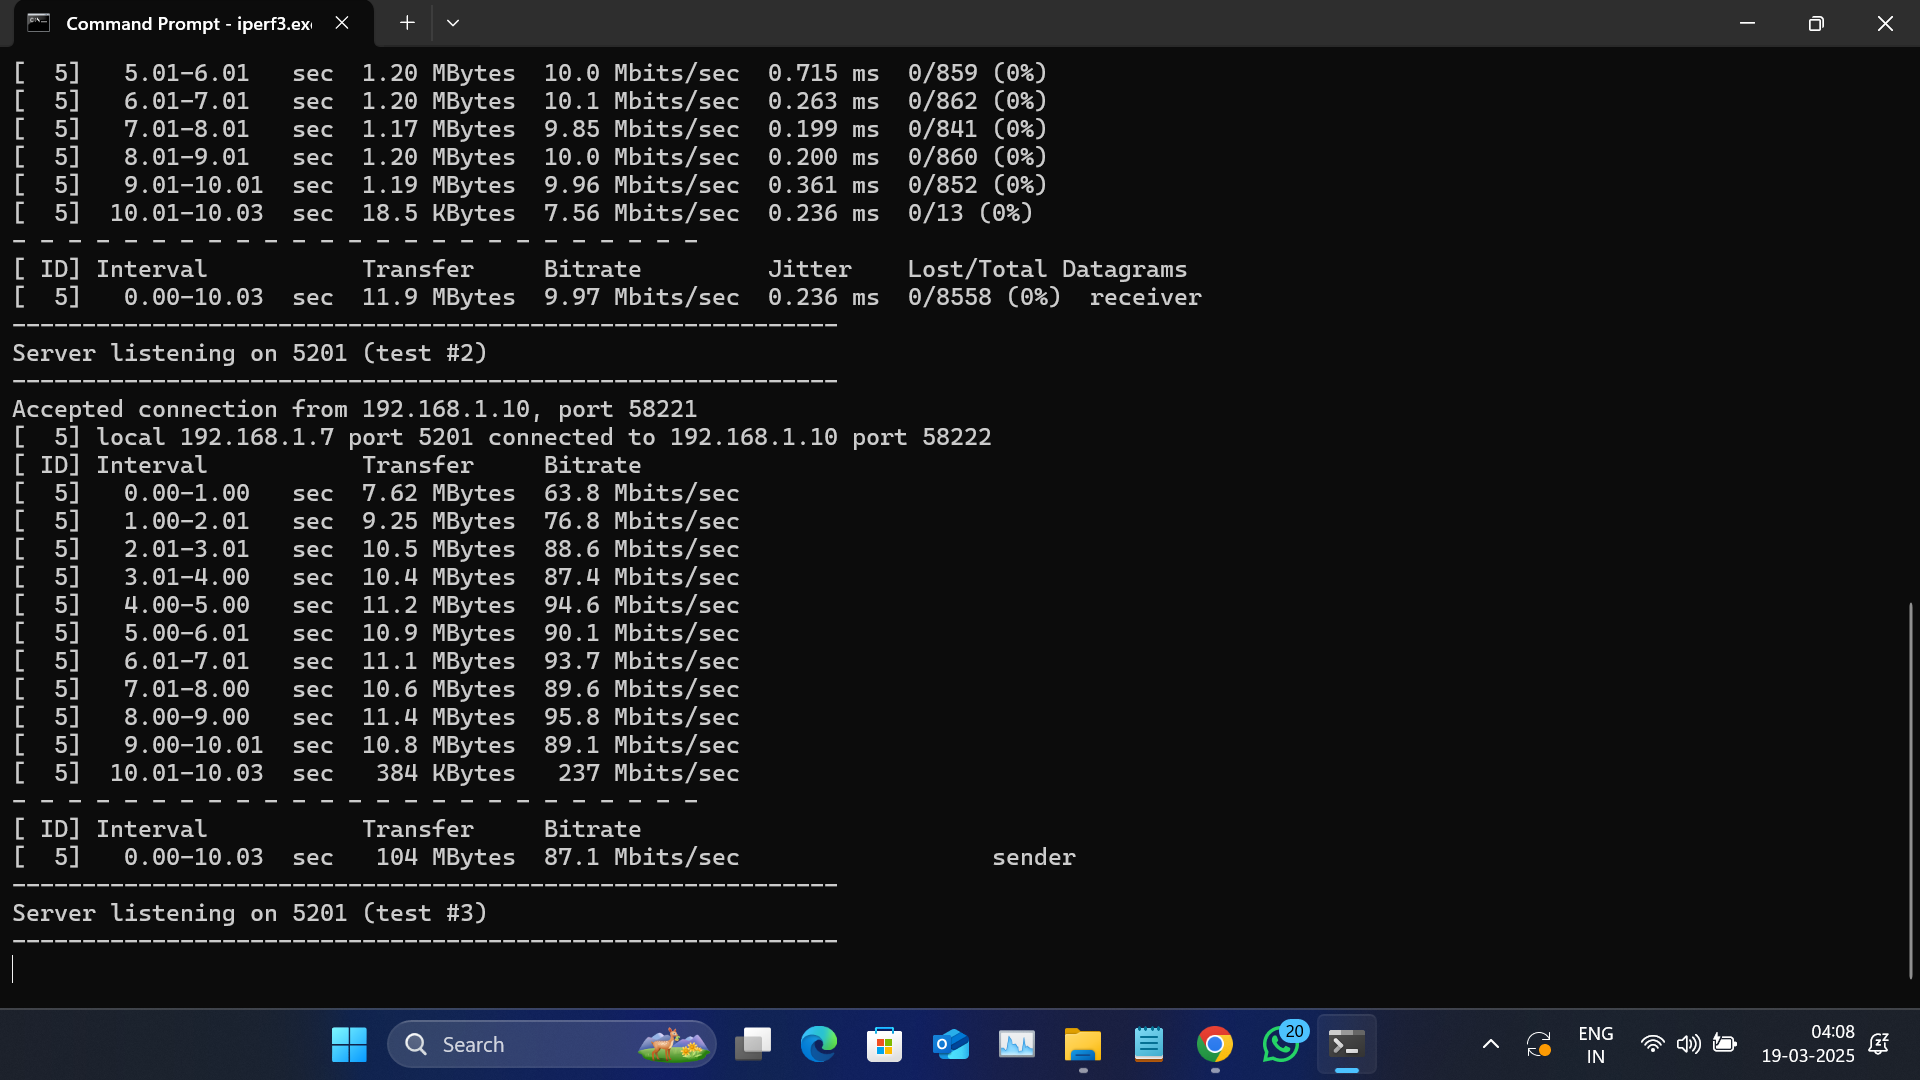 Command Prompt - iperf3.ex
[  5]   5.01-6.01   sec  1.20 MBytes  10.0 Mbits/sec  0.715 ms  0/859 (0%)
[  5]   6.01-7.01   sec  1.20 MBytes  10.1 Mbits/sec  0.263 ms  0/862 (0%)
[  5]   7.01-8.01   sec  1.17 MBytes  9.85 Mbits/sec  0.199 ms  0/841 (0%)
[  5]   8.01-9.01   sec  1.20 MBytes  10.0 Mbits/sec  0.200 ms  0/860 (0%)
[  5]   9.01-10.01  sec  1.19 MBytes  9.96 Mbits/sec  0.361 ms  0/852 (0%)
[  5]  10.01-10.03  sec  18.5 KBytes  7.56 Mbits/sec  0.236 ms  0/13 (0%)
- - - - - - - - - - - - - - - - - - - - - - - - -
[ ID] Interval           Transfer     Bitrate         Jitter    Lost/Total Datagrams
[  5]   0.00-10.03  sec  11.9 MBytes  9.97 Mbits/sec  0.236 ms  0/8558 (0%)  receiver
-----------------------------------------------------------
Server listening on 5201 (test #2)
-----------------------------------------------------------
Accepted connection from 192.168.1.10, port 58221
[  5] local 192.168.1.7 port 5201 connected to 192.168.1.10 port 58222
[ ID] Interval           Transfer     Bitrate
[  5]   0.00-1.00   sec  7.62 MBytes  63.8 Mbits/sec
[  5]   1.00-2.01   sec  9.25 MBytes  76.8 Mbits/sec
[  5]   2.01-3.01   sec  10.5 MBytes  88.6 Mbits/sec
[  5]   3.01-4.00   sec  10.4 MBytes  87.4 Mbits/sec
[  5]   4.00-5.00   sec  11.2 MBytes  94.6 Mbits/sec
[  5]   5.00-6.01   sec  10.9 MBytes  90.1 Mbits/sec
[  5]   6.01-7.01   sec  11.1 MBytes  93.7 Mbits/sec
[  5]   7.01-8.00   sec  10.6 MBytes  89.6 Mbits/sec
[  5]   8.00-9.00   sec  11.4 MBytes  95.8 Mbits/sec
[  5]   9.00-10.01  sec  10.8 MBytes  89.1 Mbits/sec
[  5]  10.01-10.03  sec   384 KBytes   237 Mbits/sec
- - - - - - - - - - - - - - - - - - - - - - - - -
[ ID] Interval           Transfer     Bitrate
[  5]   0.00-10.03  sec   104 MBytes  87.1 Mbits/sec                  sender
-----------------------------------------------------------
Server listening on 5201 (test #3)
-----------------------------------------------------------
Search
20
ENG
IN
04:08
19-03-2025